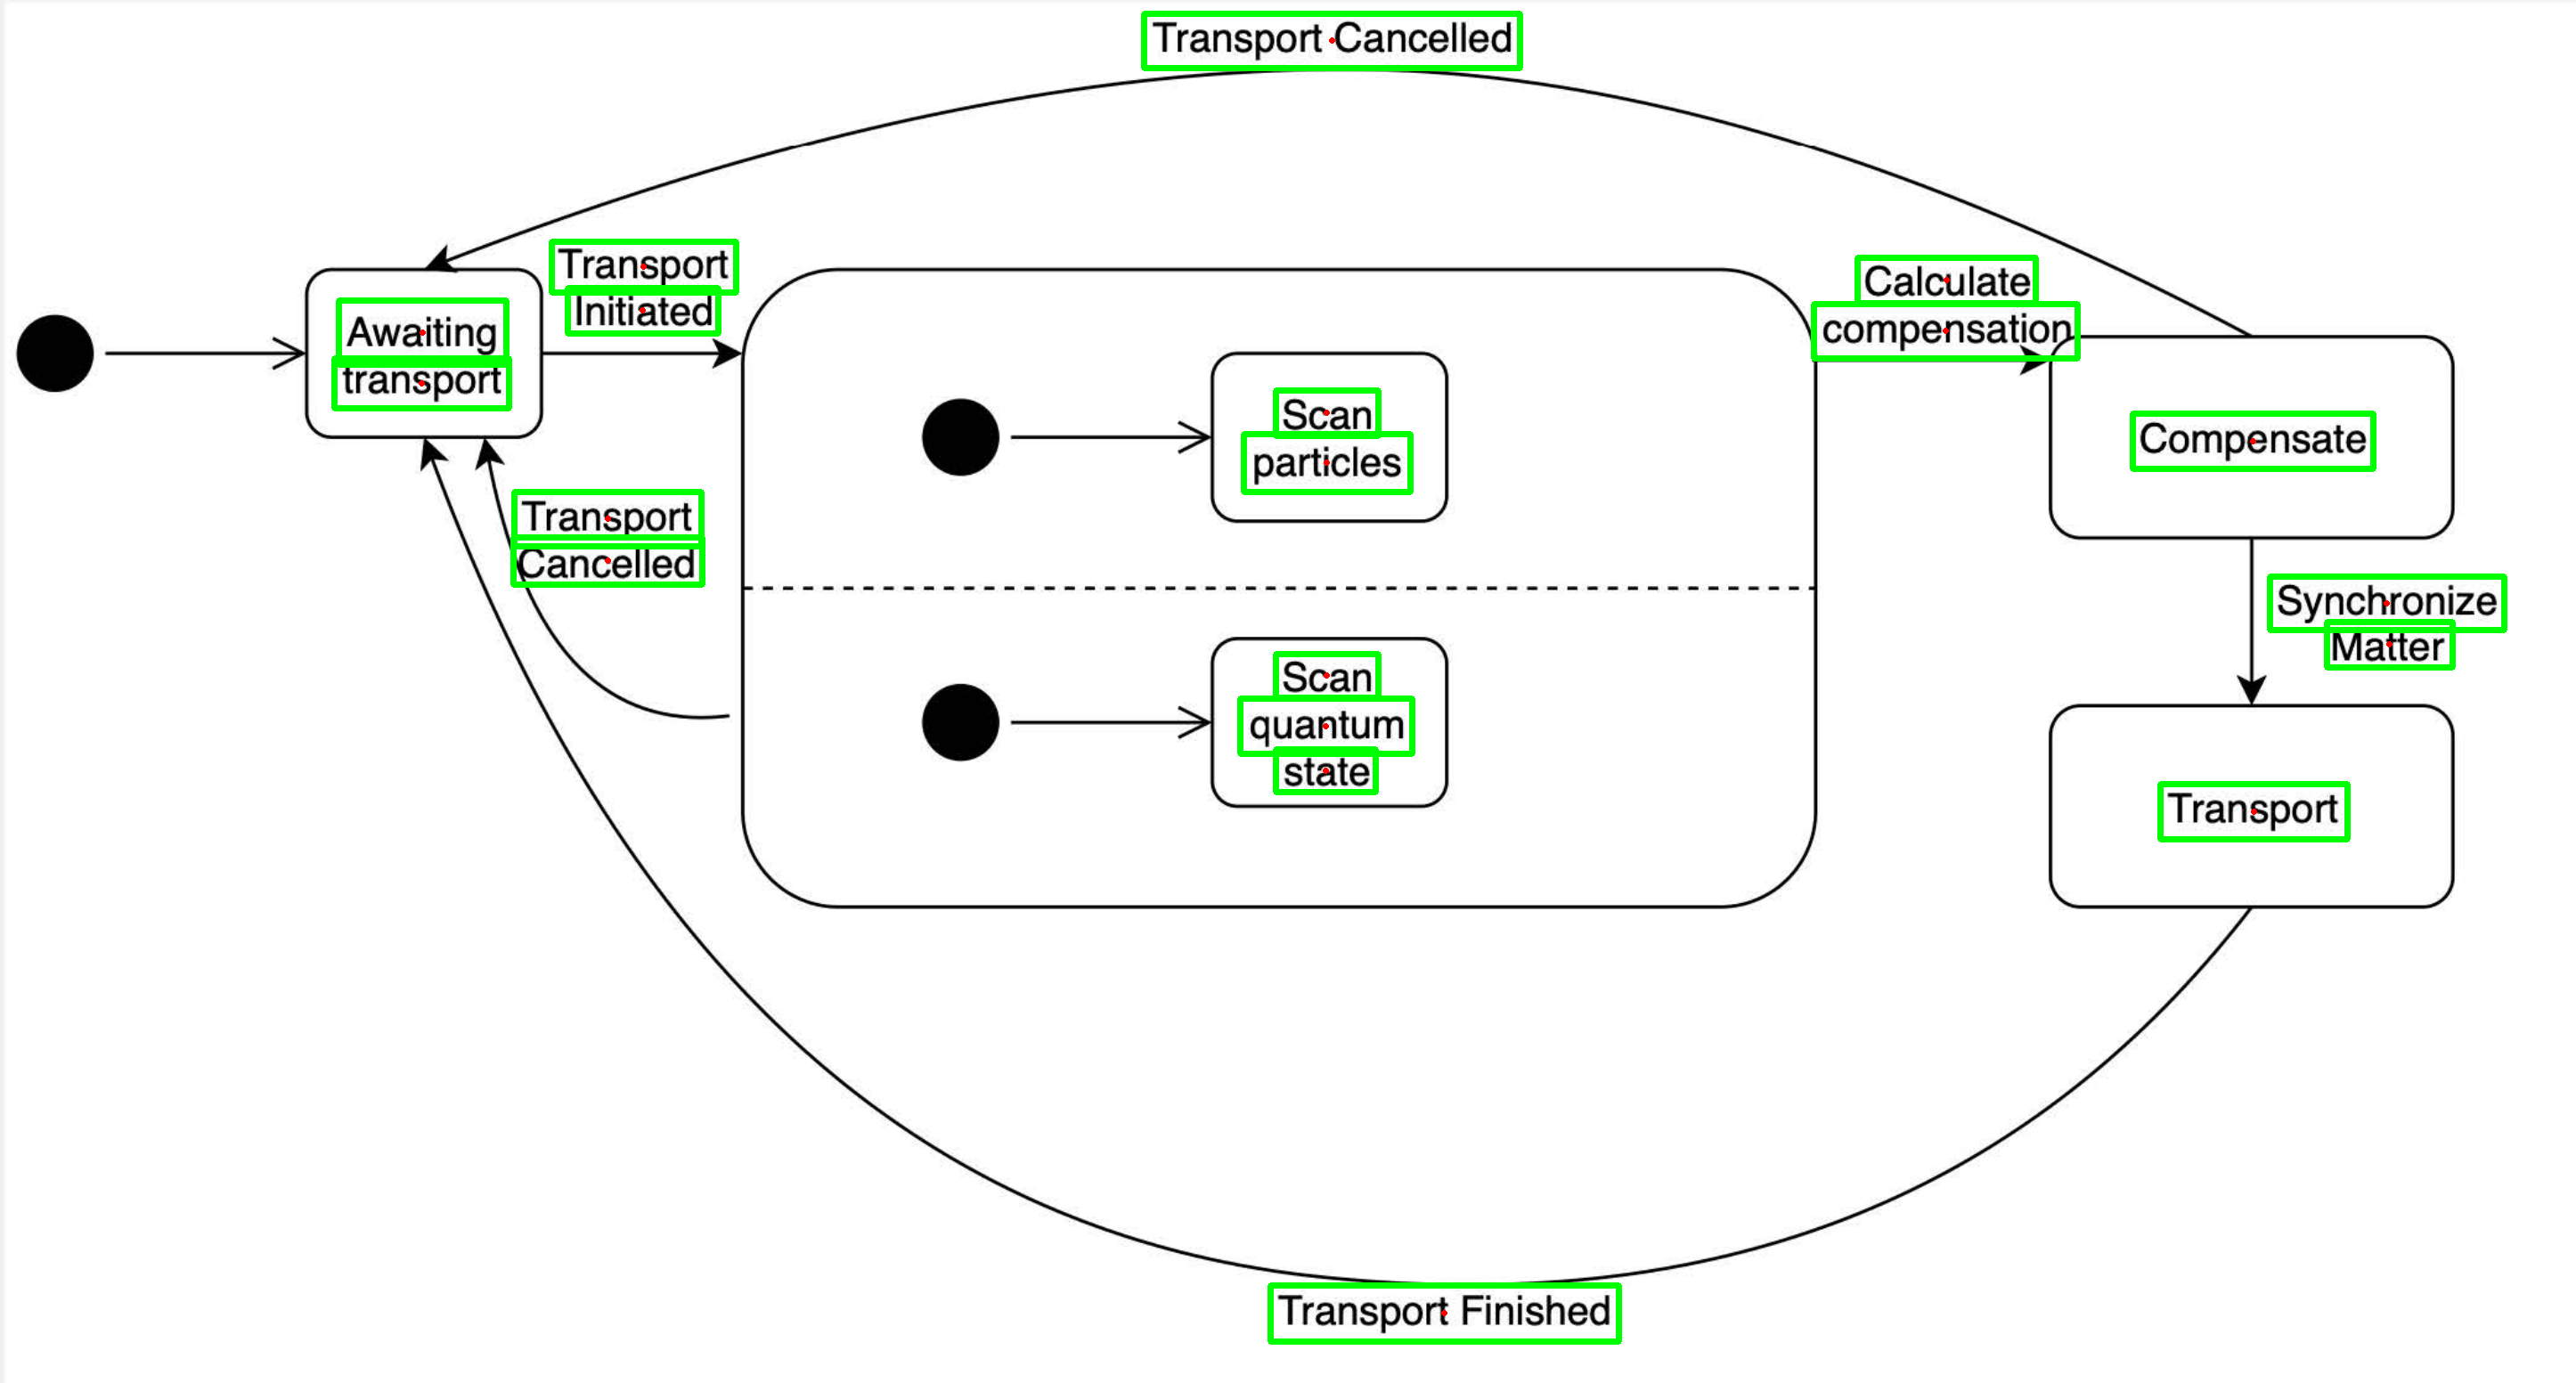 Transport Cancelled
Transport
Initiated
Awaiting
transport
Calculate
compensation
Scan
particles
Compensate
Transport
Cancelled
Synchronize
Matter
Scan
quantum
state
Transport
Transport Finished